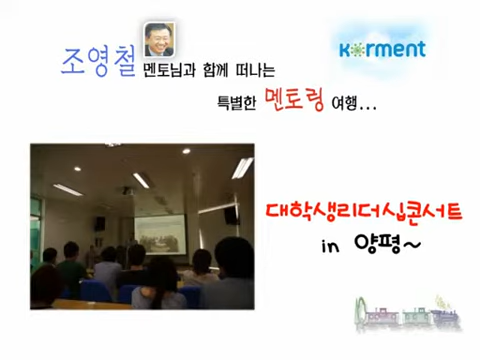 조영철 멘토님과 함께 떠나는
korment
특별한 멘토링 여행...
대학생리더십콘서트
in 양평~